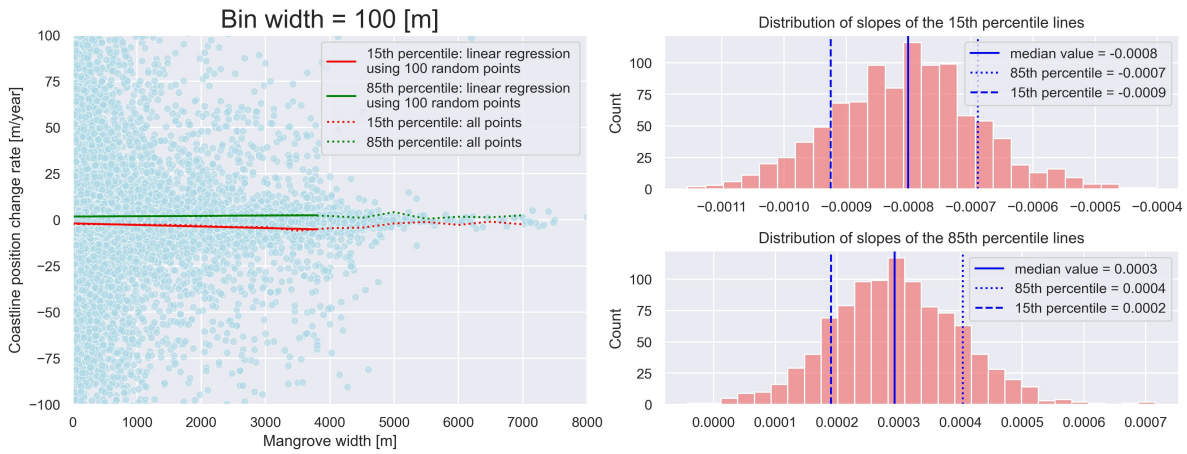 Bin width = 100 [m]
100
75
50
25
0
−25
−50
−75
−100
Coastline position change rate [m/year]
15th percentile: linear regression
using 100 random points
85th percentile: linear regression
using 100 random points
15th percentile: all points
85th percentile: all points
0 1000 2000 3000 4000 5000 6000 7000 8000
Mangrove width [m]
Distribution of slopes of the 15th percentile lines
100
75
50
25
0
Count
median value = -0.0008
85th percentile = -0.0007
15th percentile = -0.0009
−0.0011 −0.0010 −0.0009 −0.0008 −0.0007 −0.0006 −0.0005 −0.0004
Distribution of slopes of the 85th percentile lines
100
75
50
25
0
Count
median value = 0.0003
85th percentile = 0.0004
15th percentile = 0.0002
0.0000 0.0001 0.0002 0.0003 0.0004 0.0005 0.0006 0.0007